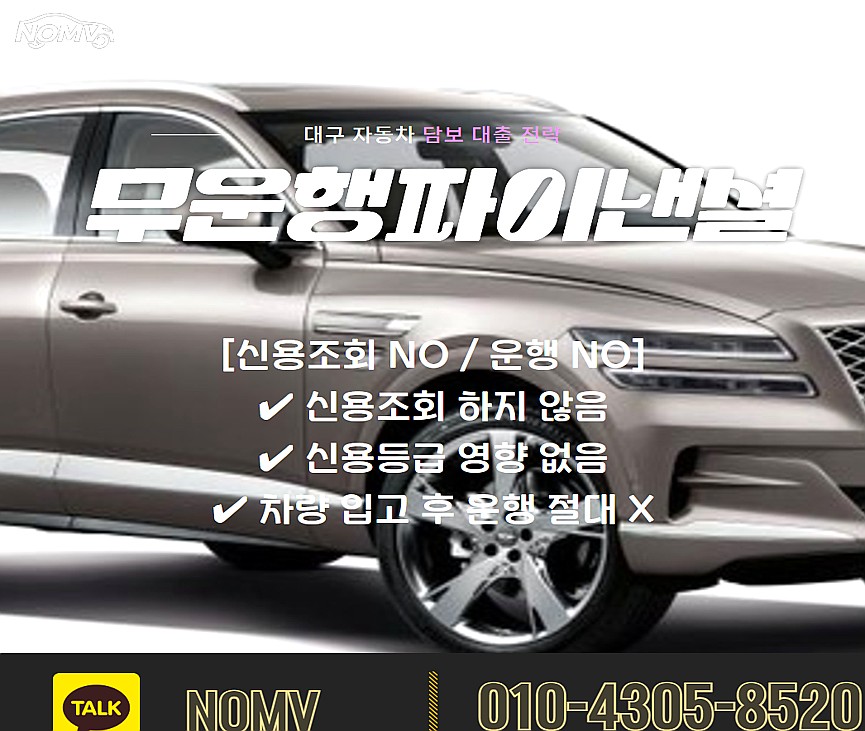 NOMV
대구 자동차 담보 대출 전략
무운행파이낸셜
[신용조회 NO / 운행 NO]
✔ 신용조회 하지 않음
✔ 신용등급 영향 없음
✔ 차량 입고 후 운행 절대 X
TALK
NOMV
010-4305-8520